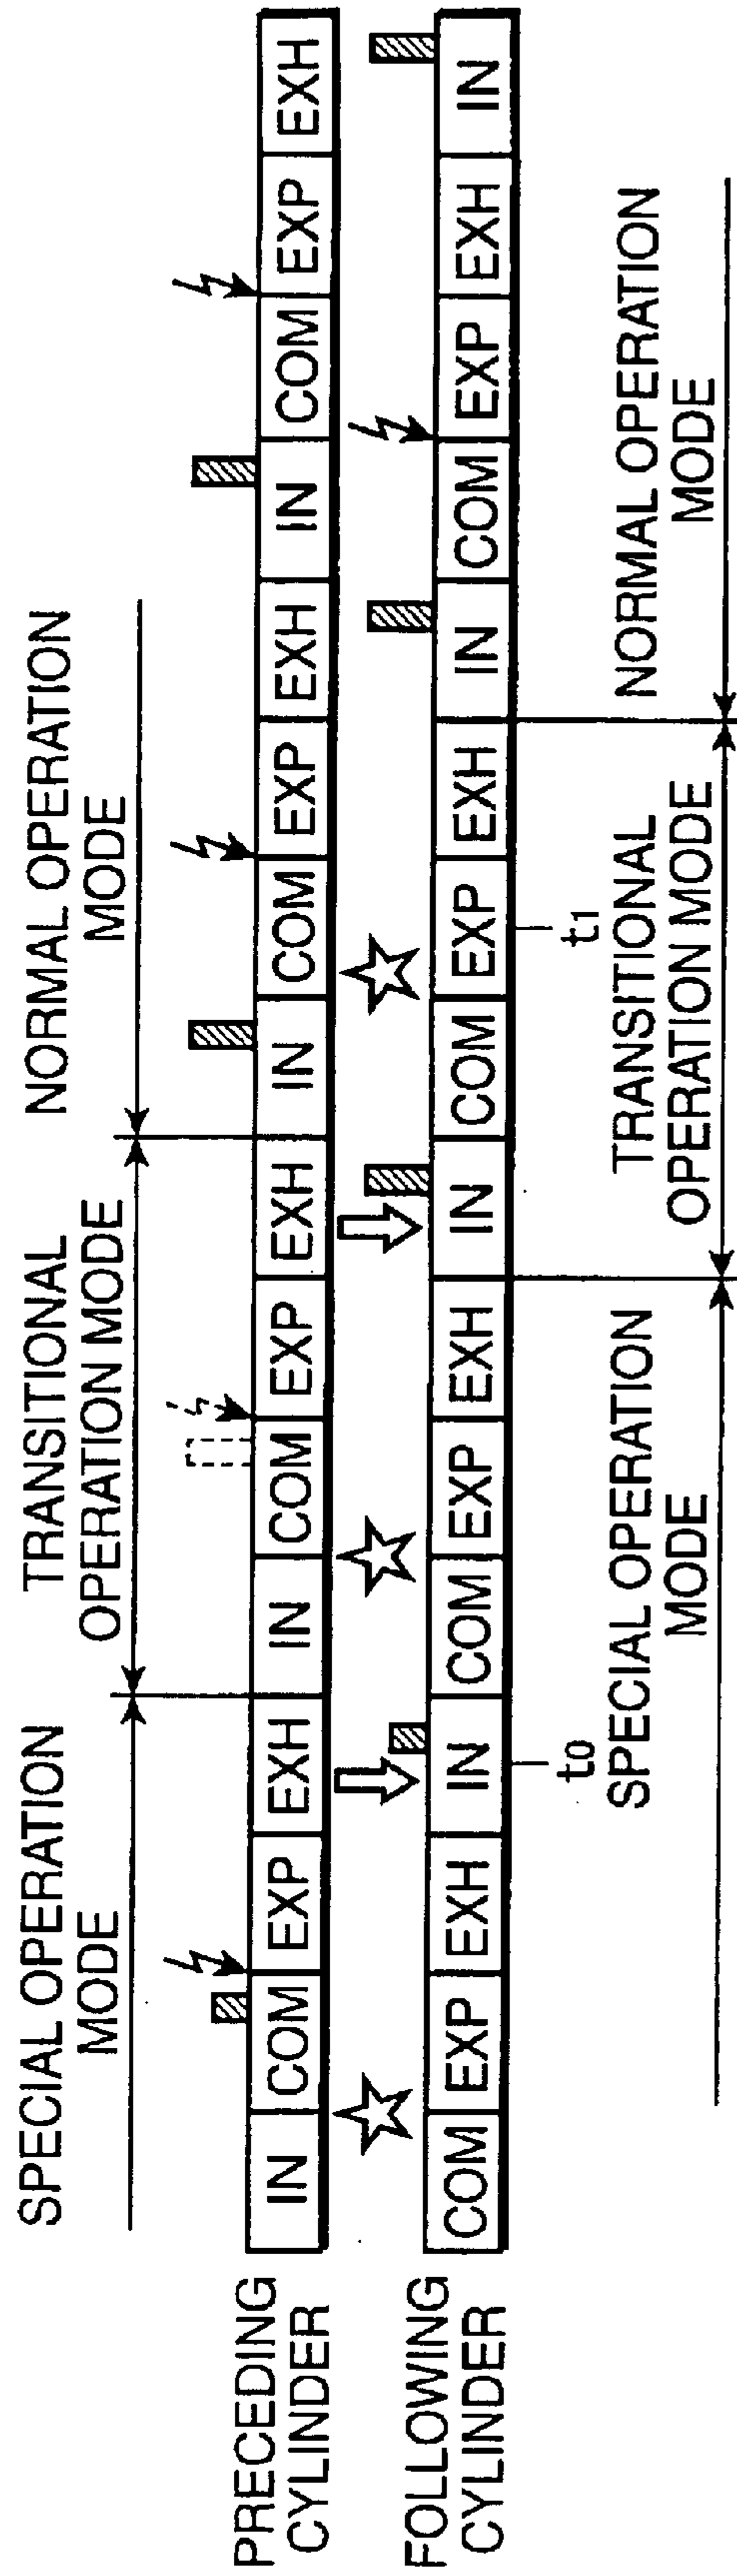 SPECIAL OPERATION
MODE
TRANSITIONAL
OPERATION MODE
NORMAL OPERATION
MODE
PRECEDING
CYLINDER
IN COM EXP EXH IN COM EXP EXH IN COM EXP EXH IN COM EXP EXH
FOLLOWING
CYLINDER
COM EXP EXH IN COM EXP EXH IN COM EXP EXH IN COM EXP EXH IN
t0
t1
SPECIAL OPERATION
MODE
TRANSITIONAL
OPERATION MODE
NORMAL OPERATION
MODE